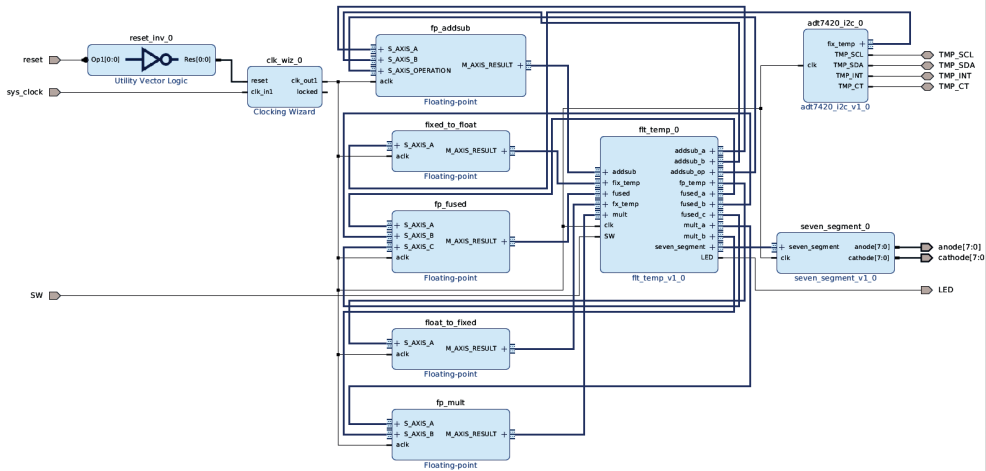 reset
sys_clock
SW
reset_inv_0
Op1[0:0]
Res[0:0]
Utility Vector Logic
clk_wiz_0
reset
clk_out1
clk_in1
locked
Clocking Wizard
fp_addsub
S_AXIS_A
S_AXIS_B
S_AXIS_OPERATION
M_AXIS_RESULT
aclk
Floating-point
fixed_to_float
S_AXIS_A
M_AXIS_RESULT
aclk
Floating-point
fp_fused
S_AXIS_A
S_AXIS_B
M_AXIS_RESULT
S_AXIS_C
aclk
Floating-point
float_to_fixed
S_AXIS_A
M_AXIS_RESULT
aclk
Floating-point
fp_mult
S_AXIS_A
S_AXIS_B
M_AXIS_RESULT
aclk
Floating-point
flt_temp_0
addsub
fix_temp
fused
fx_temp
mult
clk
SW
addsub_a
addsub_b
addsub_op
fp_temp
fused_a
fused_b
fused_c
mult_a
mult_b
seven_segment
LED
flt_temp_v1_0
adt7420_i2c_0
fix_temp
TMP_SCL
clk
TMP_SDA
TMP_INT
TMP_CT
adt7420_i2c_v1_0
TMP_SCL
TMP_SDA
TMP_INT
TMP_CT
seven_segment_0
seven_segment
anode[7:0]
clk
cathode[7:0]
seven_segment_v1_0
anode[7:0]
cathode[7:0
LED